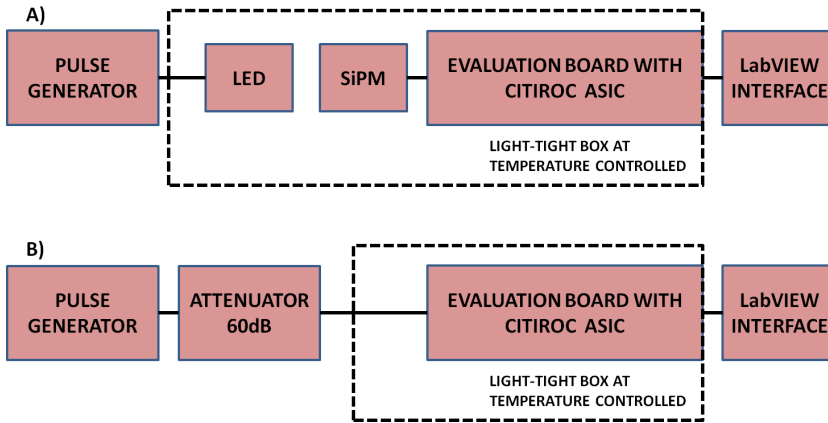 A)
PULSE
GENERATOR
LED
SiPM
EVALUATION BOARD WITH
CITIROC ASIC
LabVIEW
INTERFACE
LIGHT-TIGHT BOX AT
TEMPERATURE CONTROLLED
B)
PULSE
GENERATOR
ATTENUATOR
60dB
EVALUATION BOARD WITH
CITIROC ASIC
LabVIEW
INTERFACE
LIGHT-TIGHT BOX AT
TEMPERATURE CONTROLLED